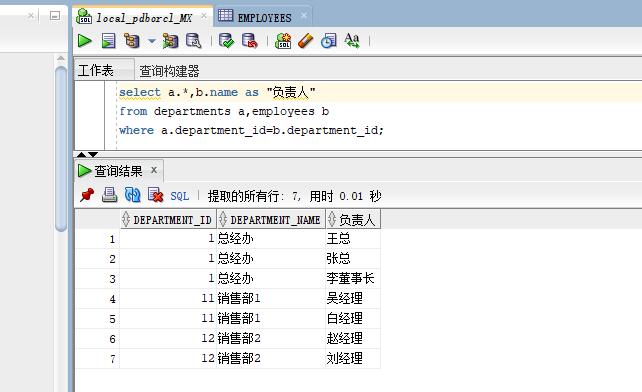 local_pdborcl_MX EMPLOYEES
工作表 查询构建器
select a.*,b.name as "负责人"
from departments a,employees b
where a.department_id=b.department_id;
查询结果
SQL 提取的所有行: 7, 用时 0.01 秒
DEPARTMENT_ID DEPARTMENT_NAME 负责人
1 1 总经办 王总
2 1 总经办 张总
3 1 总经办 李董事长
4 11 销售部1 吴经理
5 11 销售部1 白经理
6 12 销售部2 赵经理
7 12 销售部2 刘经理